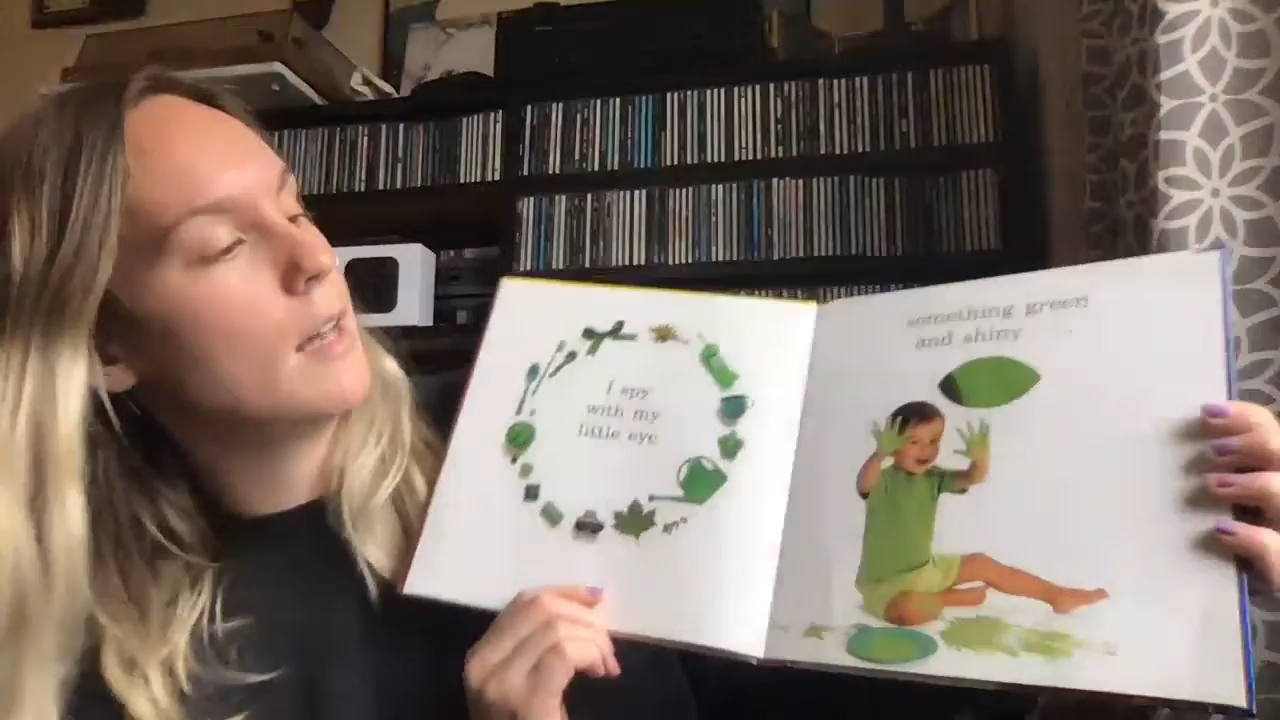 I spy
with my
little eye
something green
and shiny